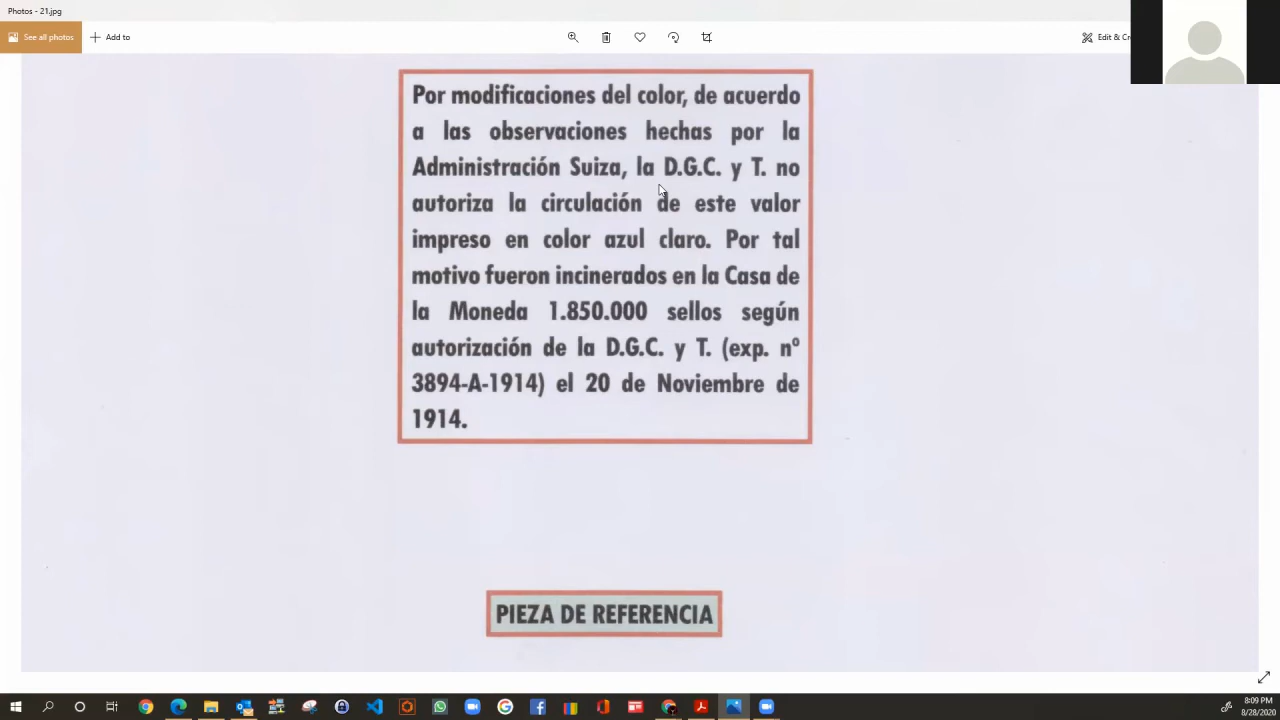 Photos - 21.jpg
See all photos
Add to
Edit & Cr
Por modificaciones del color, de acuerdo
a las observaciones hechas por la
Administración Suiza, la D.G.C. y T. no
autoriza la circulación de este valor
impreso en color azul claro. Por tal
motivo fueron incinerados en la Casa de
la Moneda 1.850.000 sellos según
autorización de la D.G.C. y T. (exp. nº
3894-A-1914) el 20 de Noviembre de
1914.
PIEZA DE REFERENCIA
8:09 PM
8/28/2020